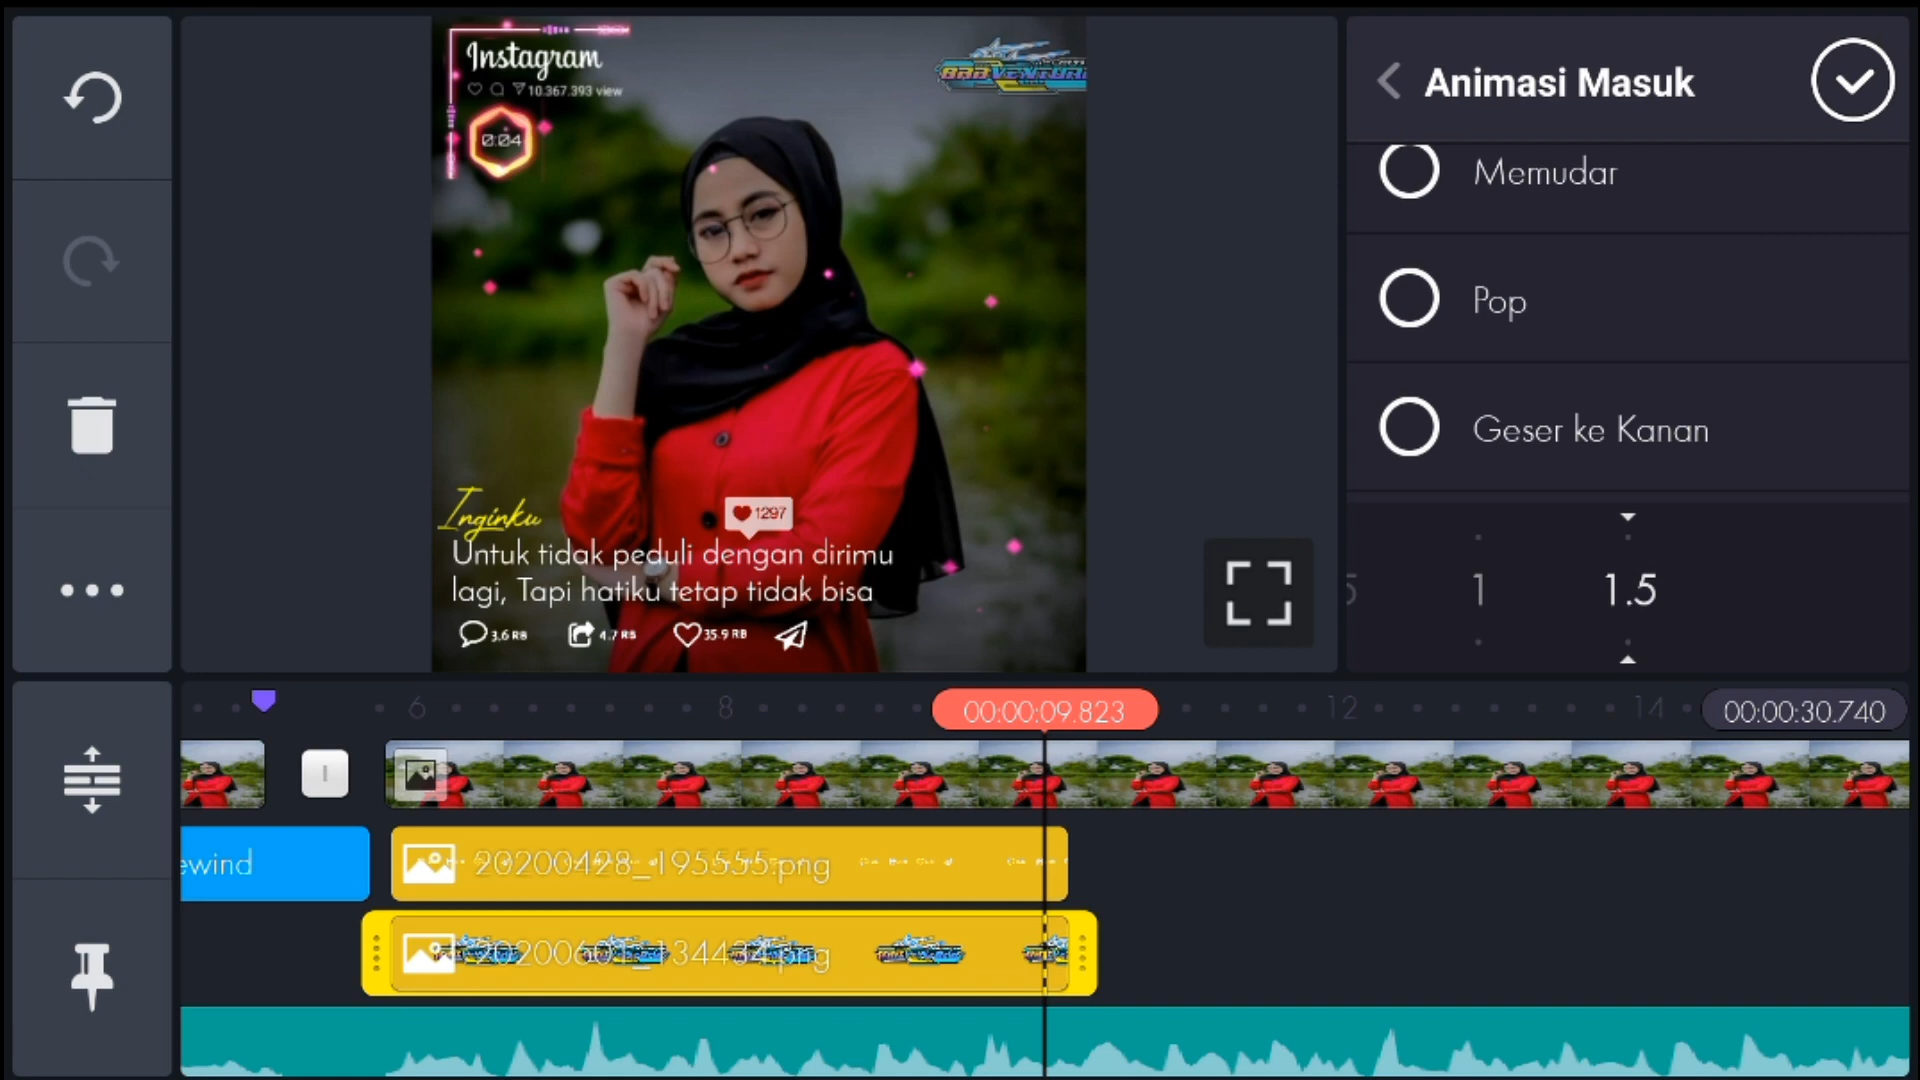 Instagram
10.367.393 view
0:04
Inginku
1297
Untuk tidak peduli dengan dirimu
lagi, Tapi hatiku tetap tidak bisa
3,6 RB
4.7 RB
35.9 RB
Animasi Masuk
Memudar
Pop
Geser ke Kanan
5
1
1.5
6
8
00:00:09.823
12
14
00:00:30.740
ewind
20200428_195555.png
20200601_134434.png